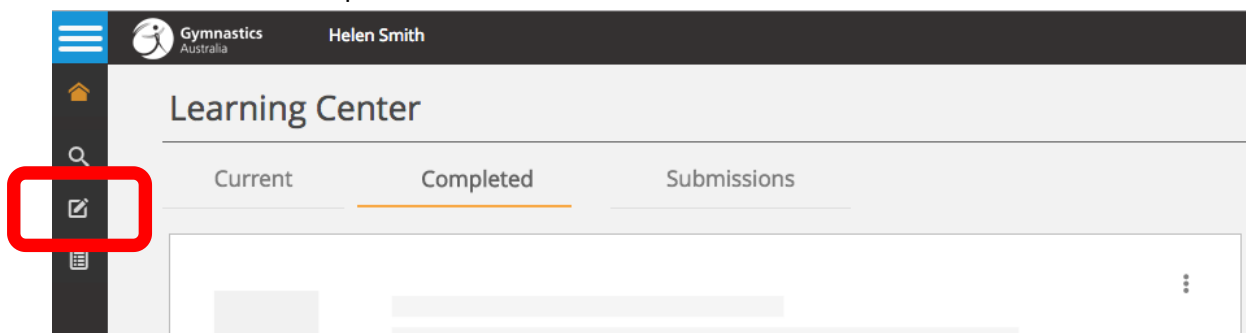 Gymnastics
Australia
Helen Smith
Learning Center
Current
Completed
Submissions